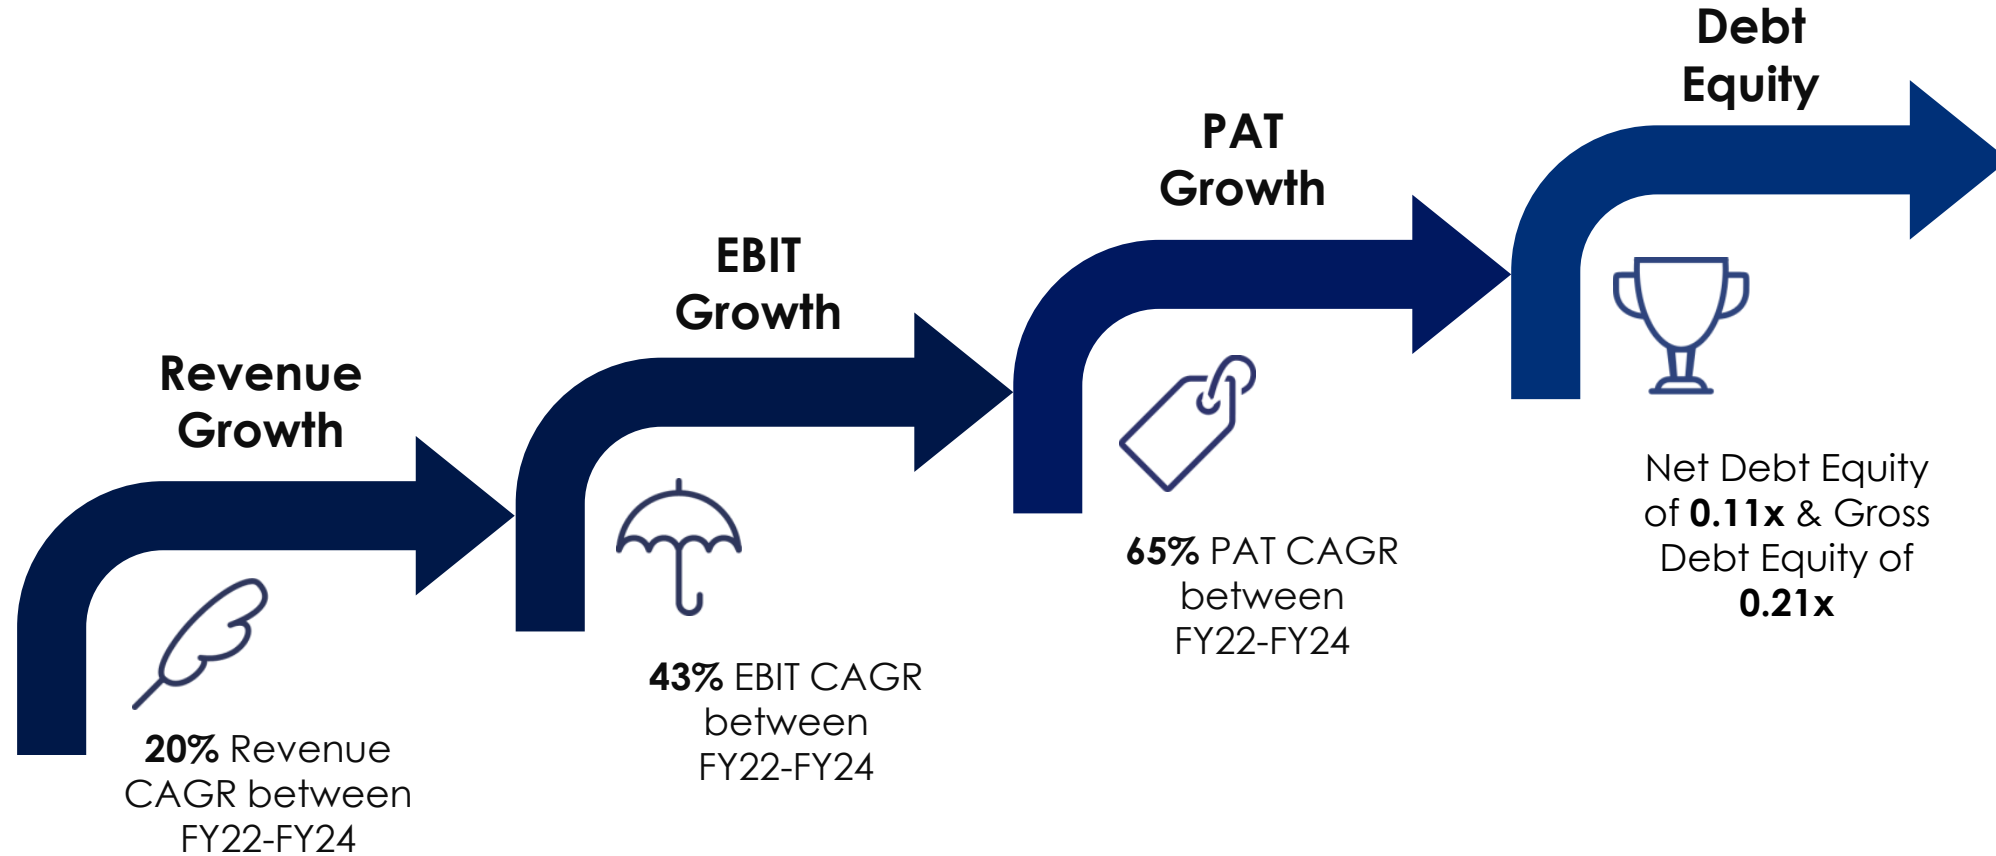 Revenue
Growth
20% Revenue
CAGR between
FY22-FY24
EBIT
Growth
43% EBIT CAGR
between
FY22-FY24
PAT
Growth
65% PAT CAGR
between
FY22-FY24
Debt
Equity
Net Debt Equity
of 0.11x & Gross
Debt Equity of
0.21x